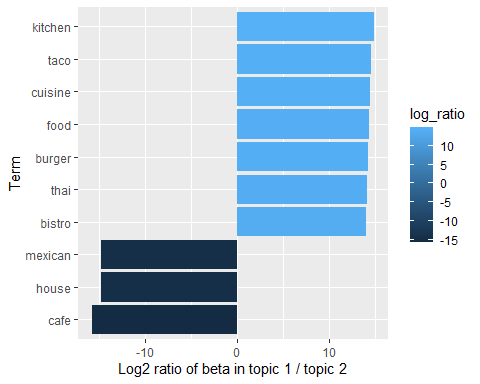 kitchen
taco
cuisine
food
burger
thai
bistro
mexican
house
cafe
Term
-10
0
10
Log2 ratio of beta in topic 1 / topic 2
log_ratio
10
5
0
-5
-10
-15